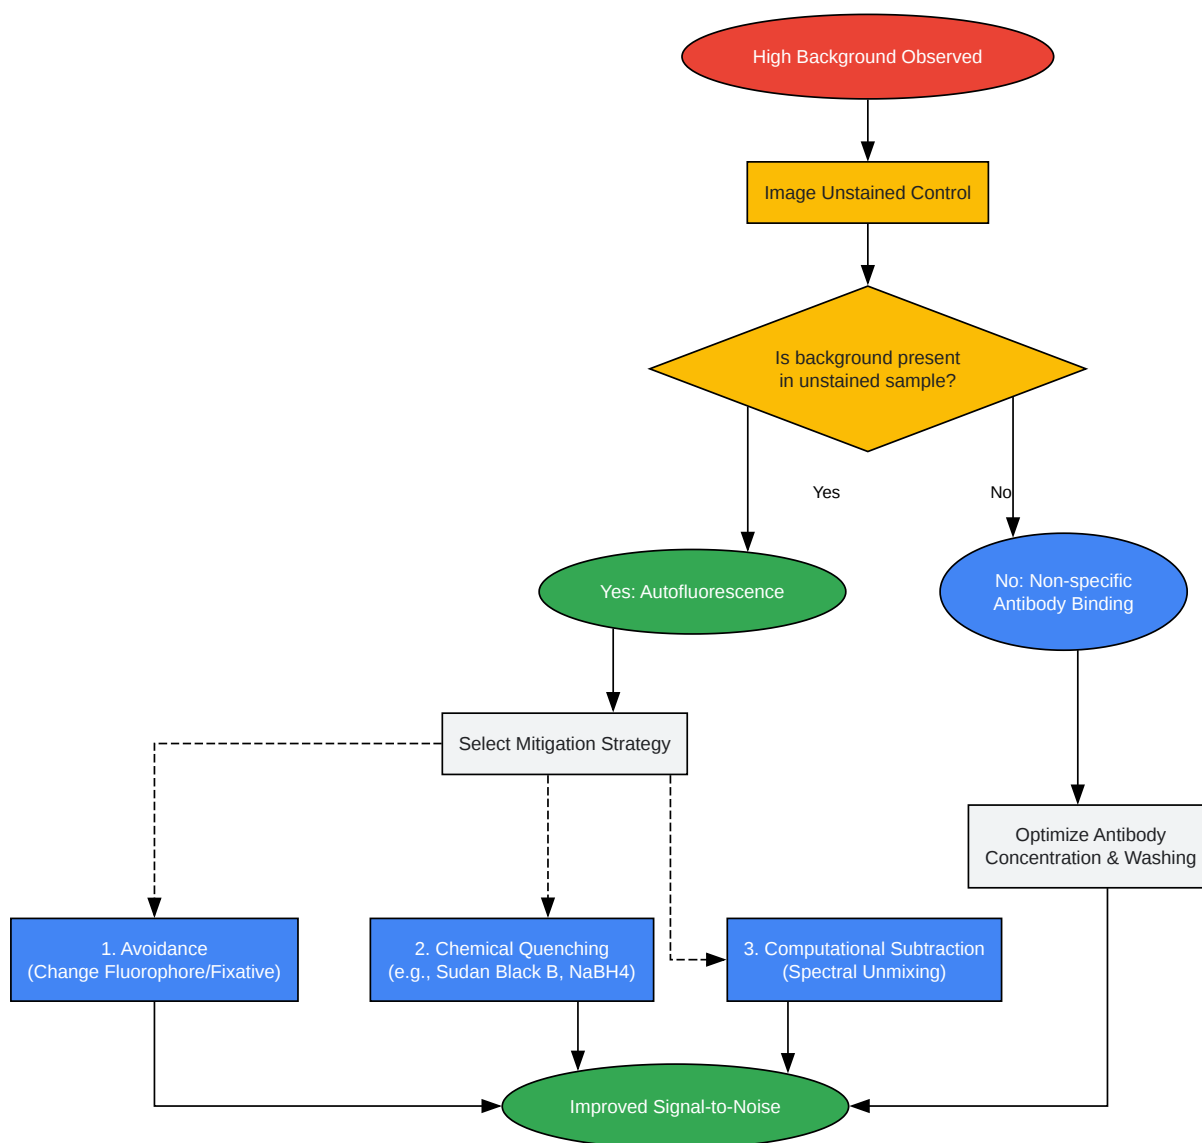 High Background Observed
Image Unstained Control
Is background present
in unstained sample?
Yes
No
Yes: Autofluorescence
No: Non-specific
Antibody Binding
Select Mitigation Strategy
Optimize Antibody
Concentration & Washing
1. Avoidance
(Change Fluorophore/Fixative)
2. Chemical Quenching
(e.g., Sudan Black B, NaBH4)
3. Computational Subtraction
(Spectral Unmixing)
Improved Signal-to-Noise